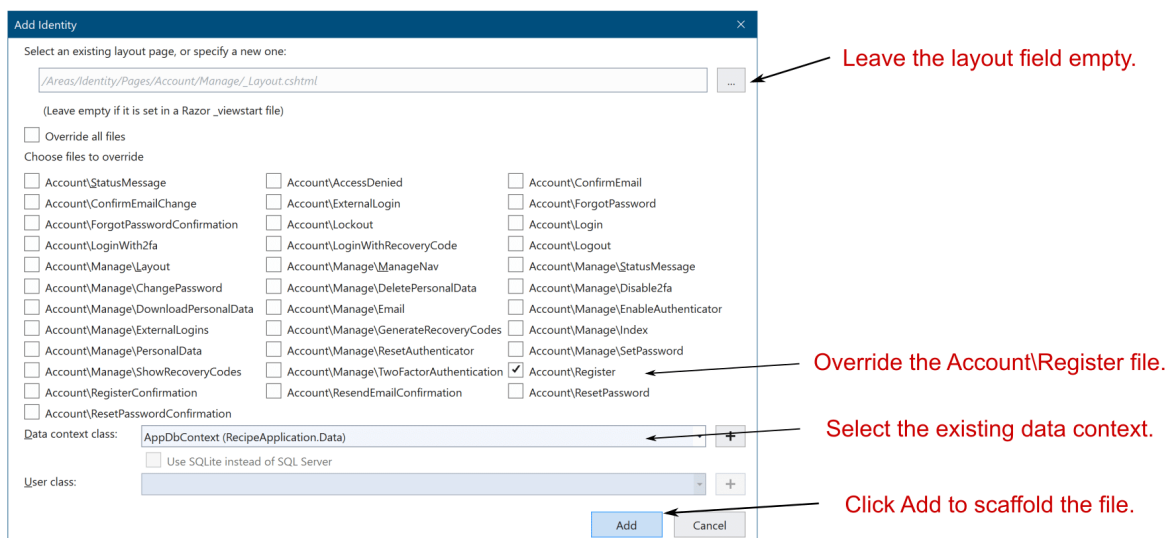 Add Identity
Select an existing layout page, or specify a new one:
/Areas/Identity/Pages/Account/Manage/_Layout.cshtml
...
Leave the layout field empty.
(Leave empty if it is set in a Razor _viewstart file)
Override all files
Choose files to override
Account\StatusMessage Account\AccessDenied Account\ConfirmEmail
Account\ConfirmEmailChange Account\ExternalLogin Account\ForgotPassword
Account\ForgotPasswordConfirmation Account\Lockout Account\Login
Account\LoginWith2fa Account\LoginWithRecoveryCode Account\Logout
Account\Manage\Layout Account\Manage\ManageNav Account\Manage\StatusMessage
Account\Manage\ChangePassword Account\Manage\DeletePersonalData Account\Manage\Disable2fa
Account\Manage\DownloadPersonalData Account\Manage\Email Account\Manage\EnableAuthenticator
Account\Manage\ExternalLogins Account\Manage\GenerateRecoveryCodes Account\Manage\Index
Account\Manage\PersonalData Account\Manage\ResetAuthenticator Account\Manage\SetPassword
Account\Manage\ShowRecoveryCodes Account\Manage\TwoFactorAuthentication Account\Register
Override the Account\Register file.
Account\RegisterConfirmation Account\ResendEmailConfirmation Account\ResetPassword
Account\ResetPasswordConfirmation
Data context class: AppDbContext (RecipeApplication.Data) +
Select the existing data context.
Use SQLite instead of SQL Server
User class: +
Click Add to scaffold the file.
Add Cancel